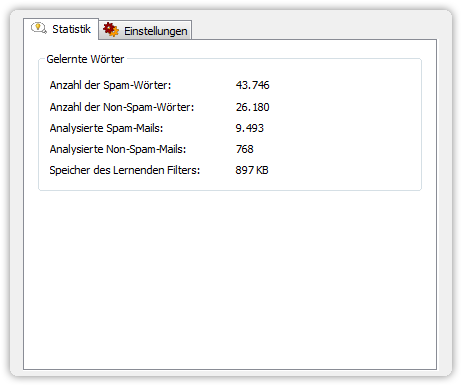 Statistik Einstellungen
Gelernte Wörter
Anzahl der Spam-Wörter: 43.746
Anzahl der Non-Spam-Wörter: 26.180
Analysierte Spam-Mails: 9.493
Analysierte Non-Spam-Mails: 768
Speicher des Lernenden Filters: 897 KB